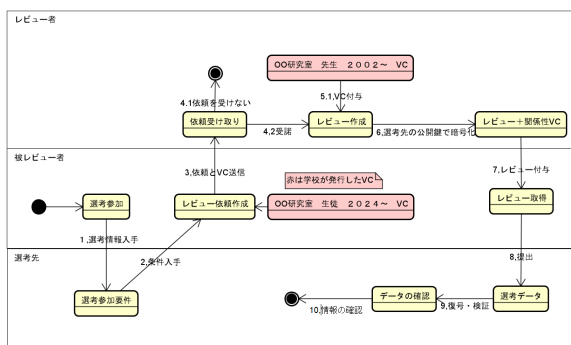 レビュー者
OO研究室　先生　２００２～　VC
4.1依頼を受けない
5.1,VC付与
依頼受け取り
4,2受諾
レビュー作成
6,選考先の公開鍵で暗号化
レビュー＋関係性VC
被レビュー者
3,依頼とVC送信
7,レビュー付与
赤は学校が発行したVC
選考参加
レビュー依頼作成
OO研究室　生徒　２０２４～　VC
レビュー取得
1,選考情報入手
選考先
2,条件入手
8,提出
選考参加要件
10,情報の確認
データの確認
9,復号・検証
選考データ